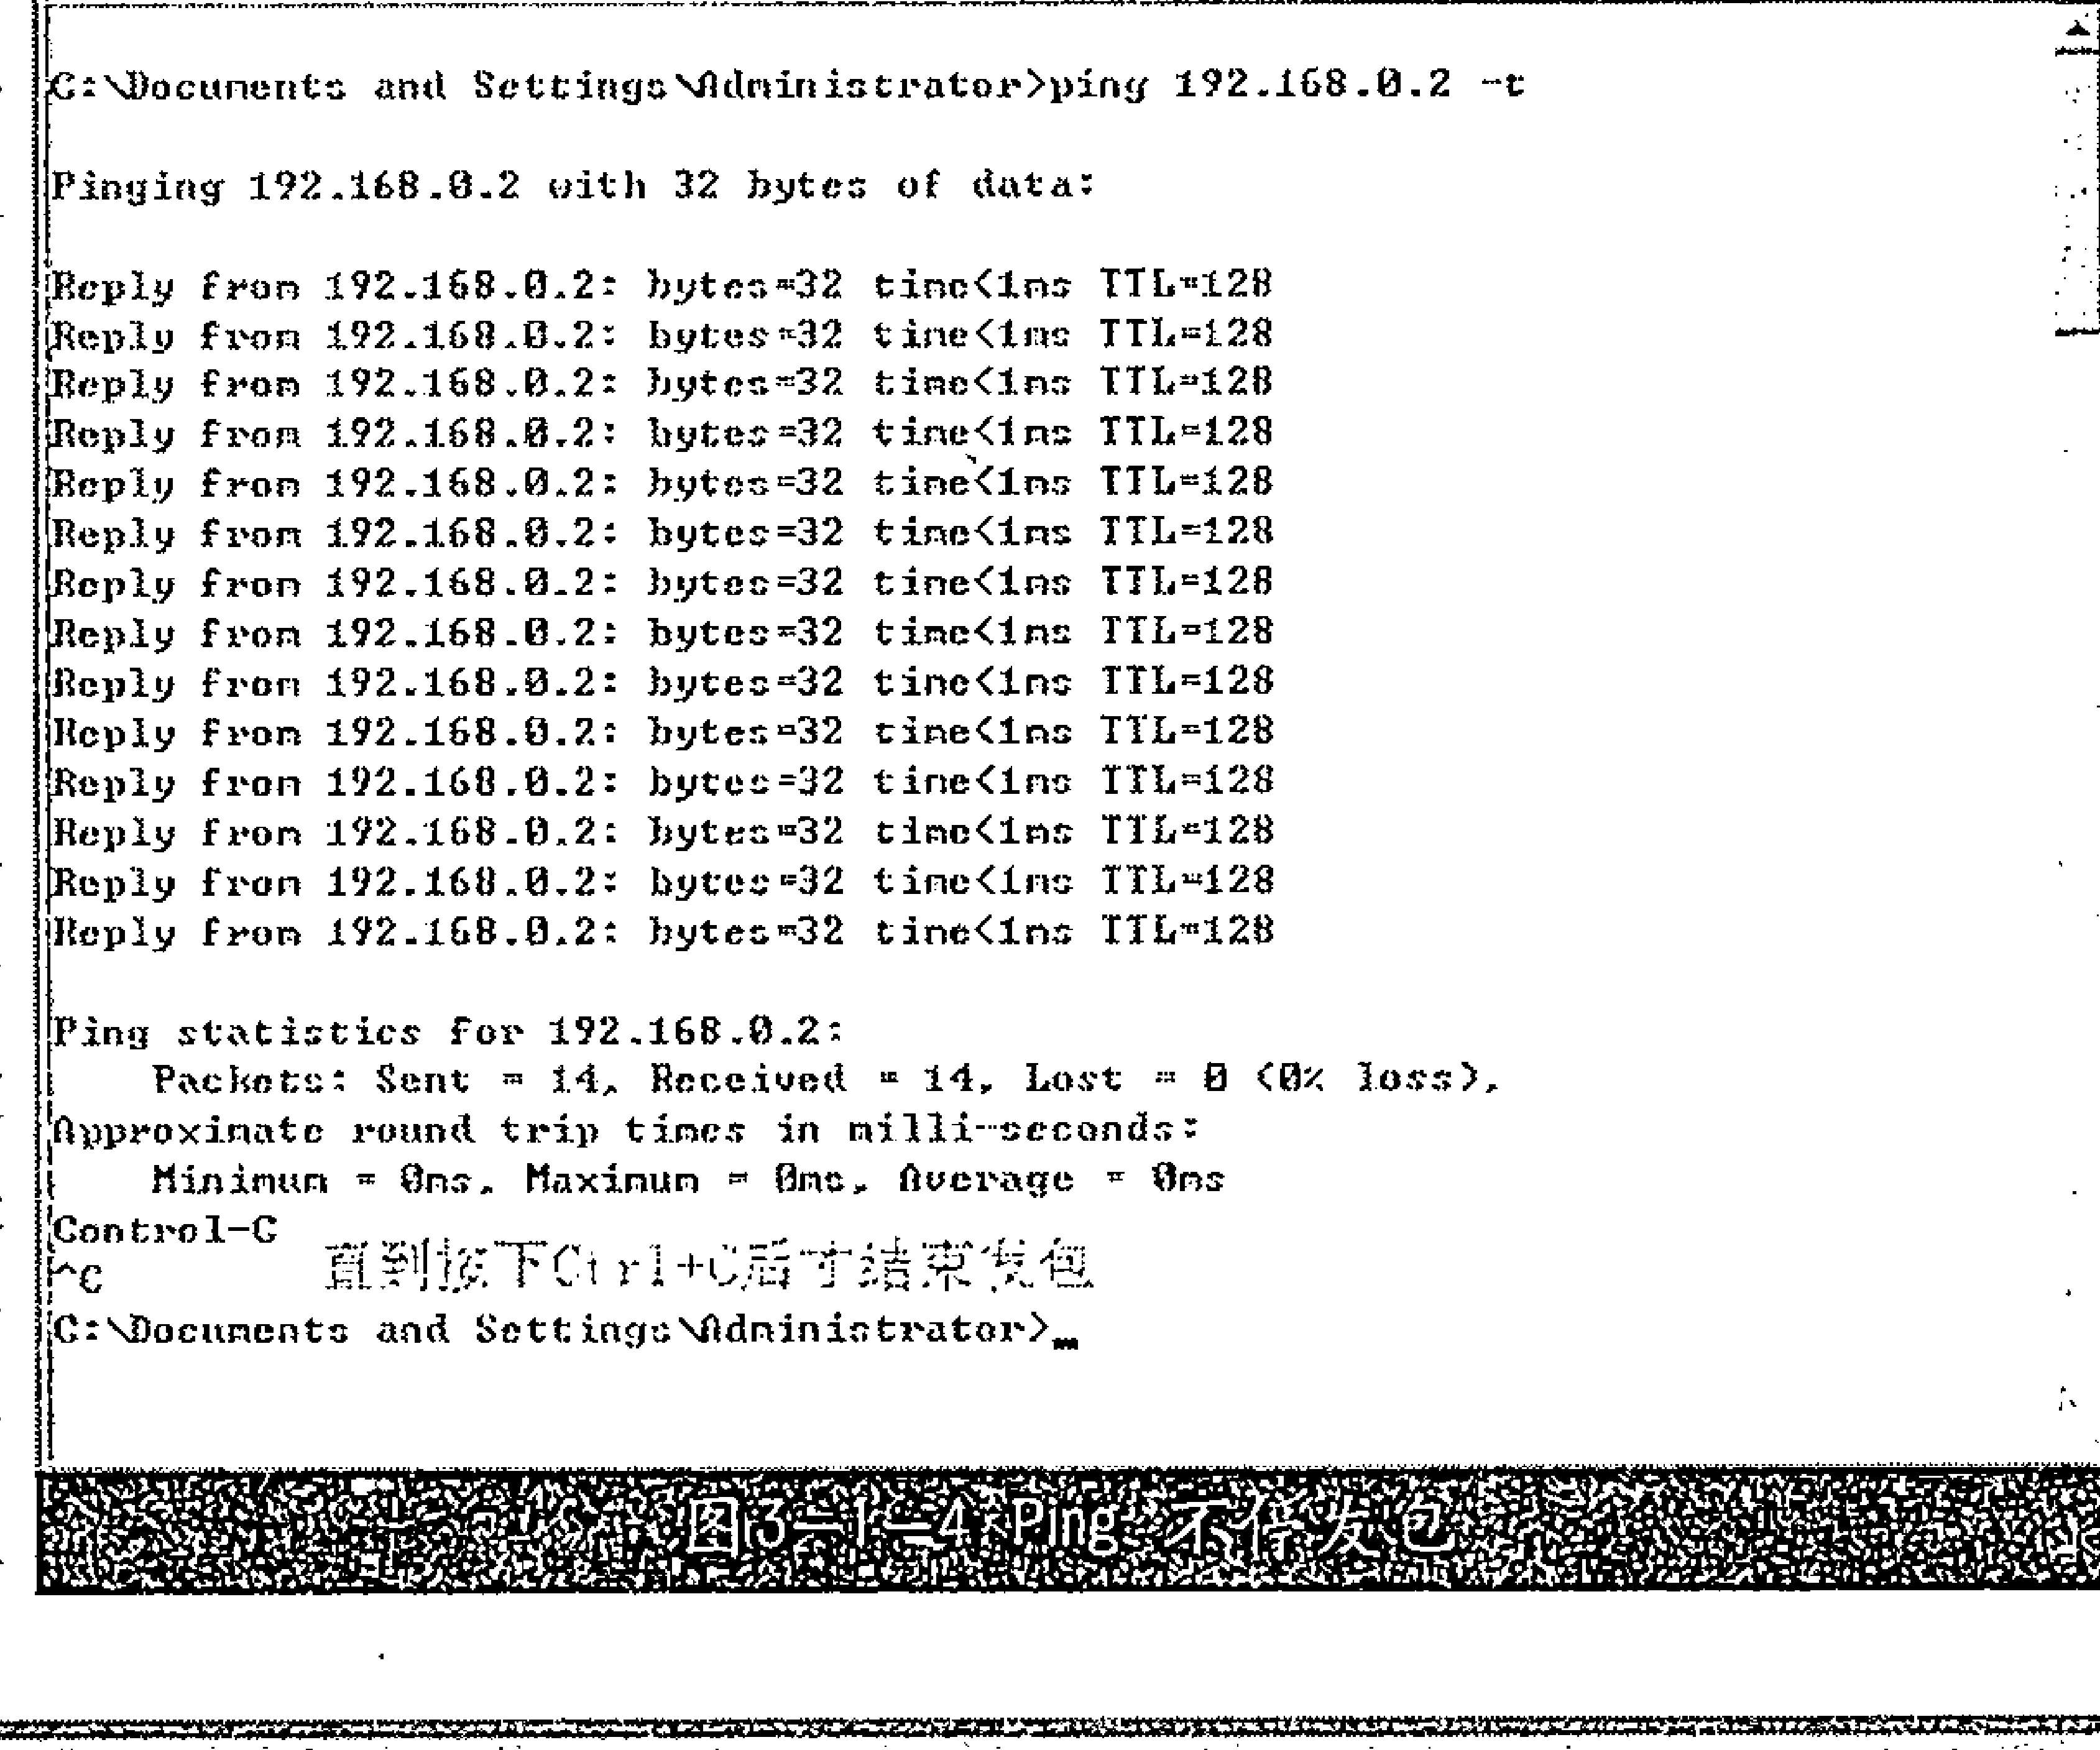 C:\Documents and Settings\Administrator>ping 192.168.0.2 -t
Pinging 192.168.0.2 with 32 bytes of data:
Reply from 192.168.0.2: bytes=32 time<1ms TTL=128
Reply from 192.168.0.2: bytes=32 time<1ms TTL=128
Reply from 192.168.0.2: bytes=32 time<1ms TTL=128
Reply from 192.168.0.2: bytes=32 time<1ms TTL=128
Reply from 192.168.0.2: bytes=32 time<1ms TTL=128
Reply from 192.168.0.2: bytes=32 time<1ms TTL=128
Reply from 192.168.0.2: bytes=32 time<1ms TTL=128
Reply from 192.168.0.2: bytes=32 time<1ms TTL=128
Reply from 192.168.0.2: bytes=32 time<1ms TTL=128
Reply from 192.168.0.2: bytes=32 time<1ms TTL=128
Reply from 192.168.0.2: bytes=32 time<1ms TTL=128
Reply from 192.168.0.2: bytes=32 time<1ms TTL=128
Reply from 192.168.0.2: bytes=32 time<1ms TTL=128
Reply from 192.168.0.2: bytes=32 time<1ms TTL=128
Ping statistics for 192.168.0.2:
Packets: Sent = 14, Received = 14, Lost = 0 (0% loss),
Approximate round trip times in milli-seconds:
Minimum = 0ms, Maximum = 0ms, Average = 0ms
Control-C
^C 直到按下Ctrl+C后才结束发包
C:\Documents and Settings\Administrator>_
图3-1-4 Ping 不停发包